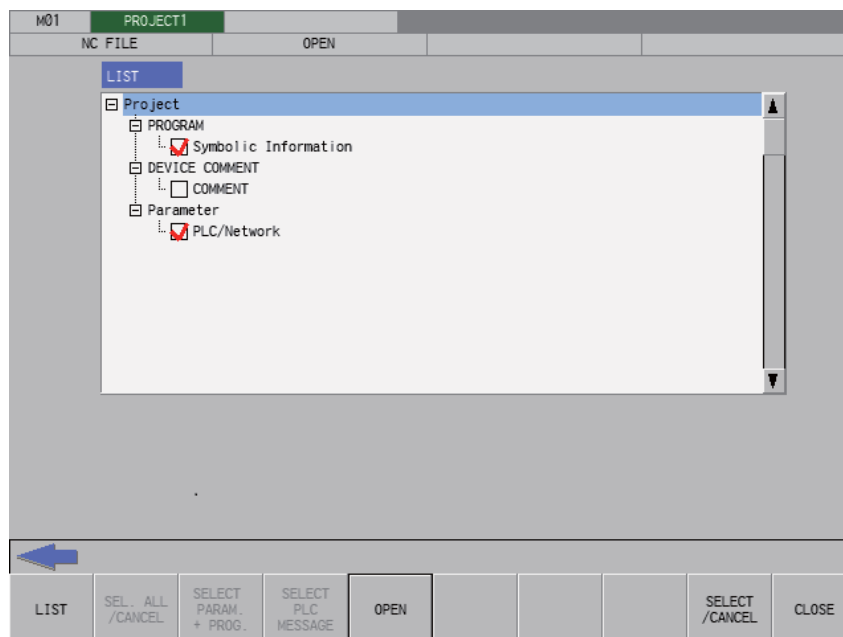 M01 PROJECT1
NC FILE OPEN
LIST
Project
PROGRAM
Symbolic Information
DEVICE COMMENT
COMMENT
Parameter
PLC/Network
LIST
SEL. ALL
/CANCEL
SELECT
PARAM.
+ PROG.
SELECT
PLC
MESSAGE
OPEN
SELECT
/CANCEL
CLOSE